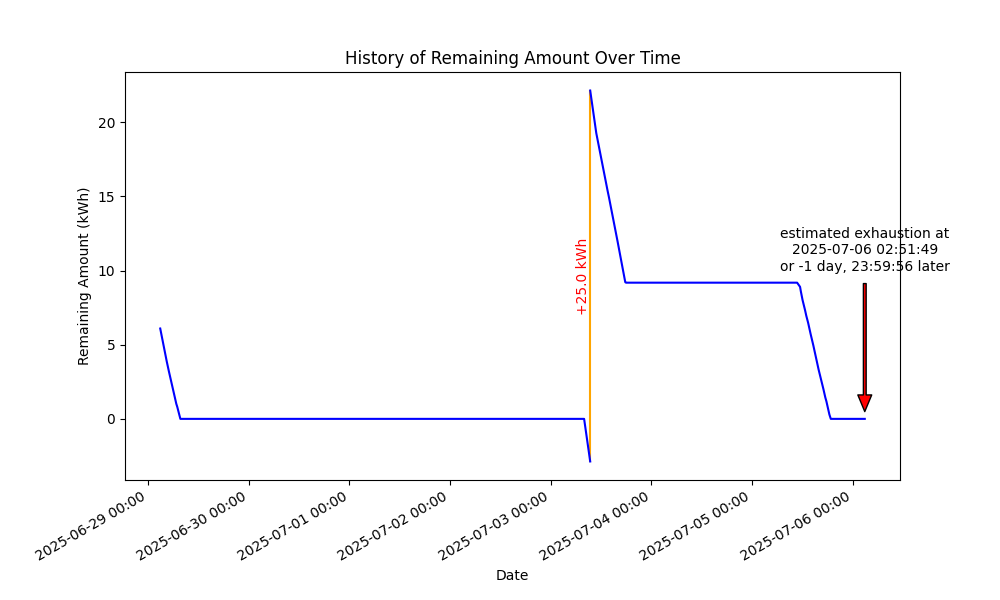 History of Remaining Amount Over Time
Remaining Amount (kWh)
20
15
10
5
0
+25.0 kWh
estimated exhaustion at
2025-07-06 02:51:49
or -1 day, 23:59:56 later
2025-06-29 00:00
2025-06-30 00:00
2025-07-01 00:00
2025-07-02 00:00
2025-07-03 00:00
2025-07-04 00:00
2025-07-05 00:00
2025-07-06 00:00
Date